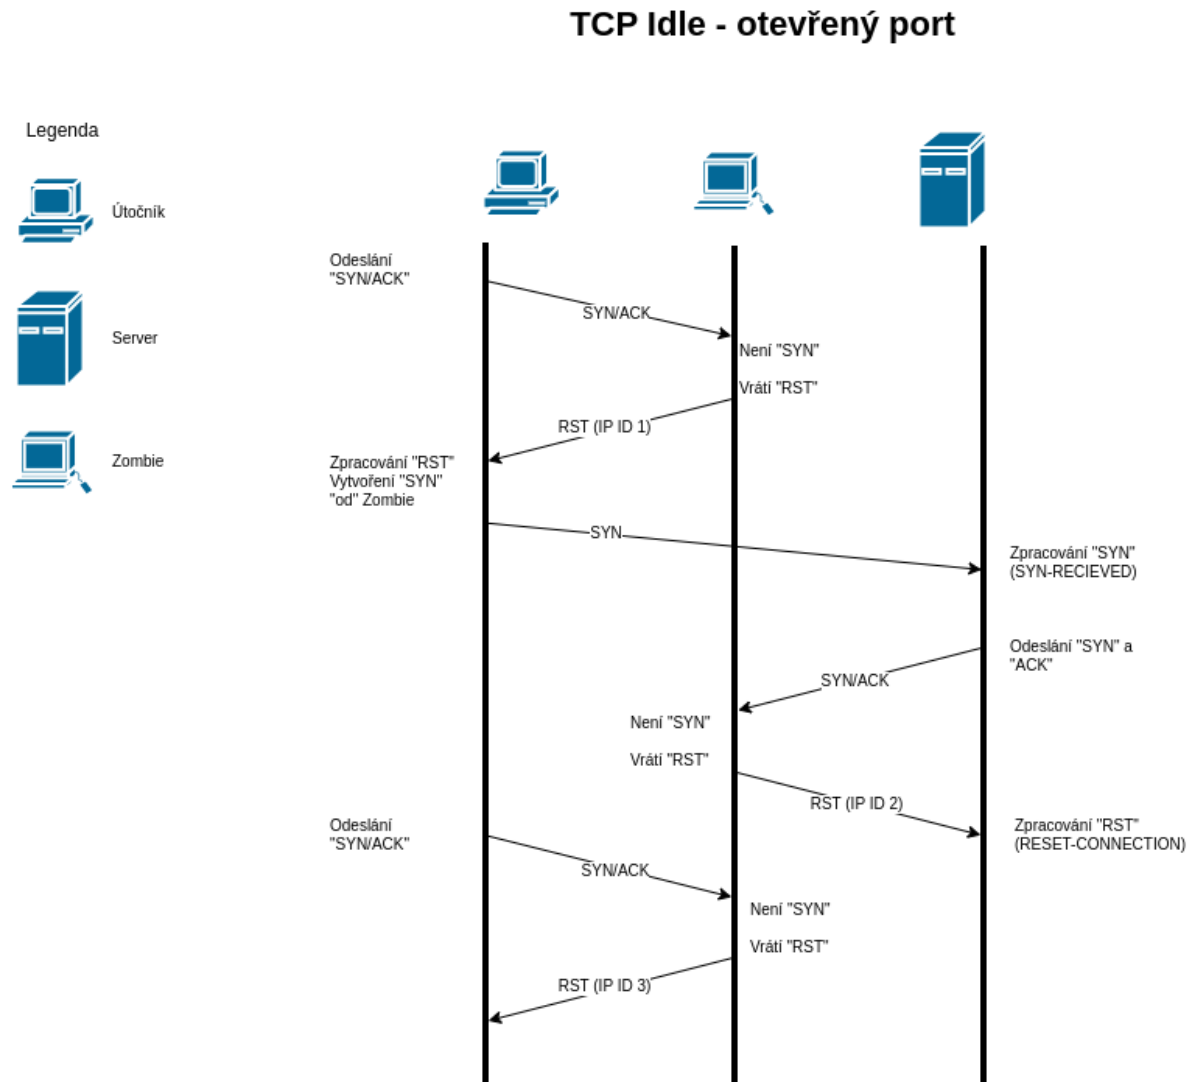 TCP Idle - otevřený port
Legenda
Útočník
Server
Zombie
Odeslání
"SYN/ACK"
SYN/ACK
Není "SYN"
Vrátí "RST"
RST (IP ID 1)
Zpracování "RST"
Vytvoření "SYN"
"od" Zombie
SYN
Zpracování "SYN"
(SYN-RECIEVED)
Odeslání "SYN" a
"ACK"
SYN/ACK
Není "SYN"
Vrátí "RST"
RST (IP ID 2)
Zpracování "RST"
(RESET-CONNECTION)
Odeslání
"SYN/ACK"
SYN/ACK
Není "SYN"
Vrátí "RST"
RST (IP ID 3)